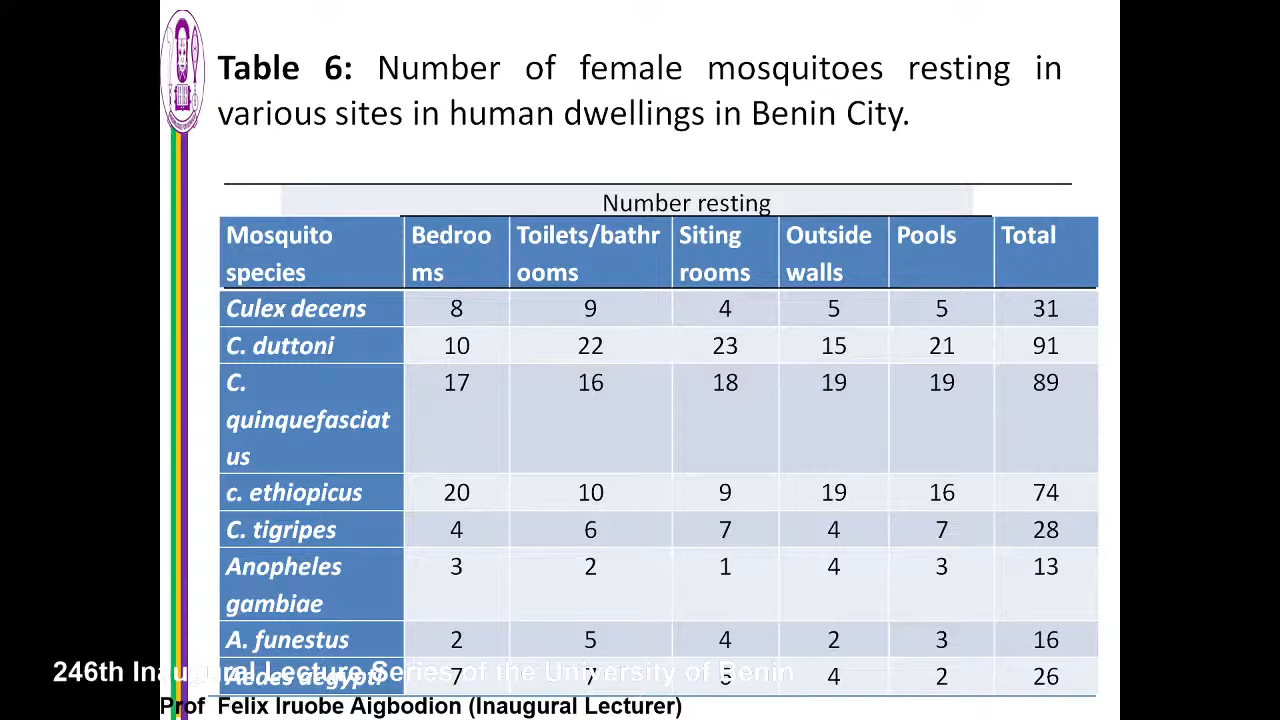 Table 6: Number of female mosquitoes resting in
various sites in human dwellings in Benin City.
Number resting
Mosquito species Bedrooms Toilets/bathrooms Siting rooms Outside walls Pools Total
Culex decens 8 9 4 5 5 31
C. duttoni 10 22 23 15 21 91
C. quinquefasciatus 17 16 18 19 19 89
c. ethiopicus 20 10 9 19 16 74
C. tigripes 4 6 7 4 7 28
Anopheles gambiae 3 2 1 4 3 13
A. funestus 2 5 4 2 3 16
Aedes aegypti 7 7 5 4 2 26
246th Inaugural Lecture Series of the University of Benin
Prof Felix Iruobe Aigbodion (Inaugural Lecturer)